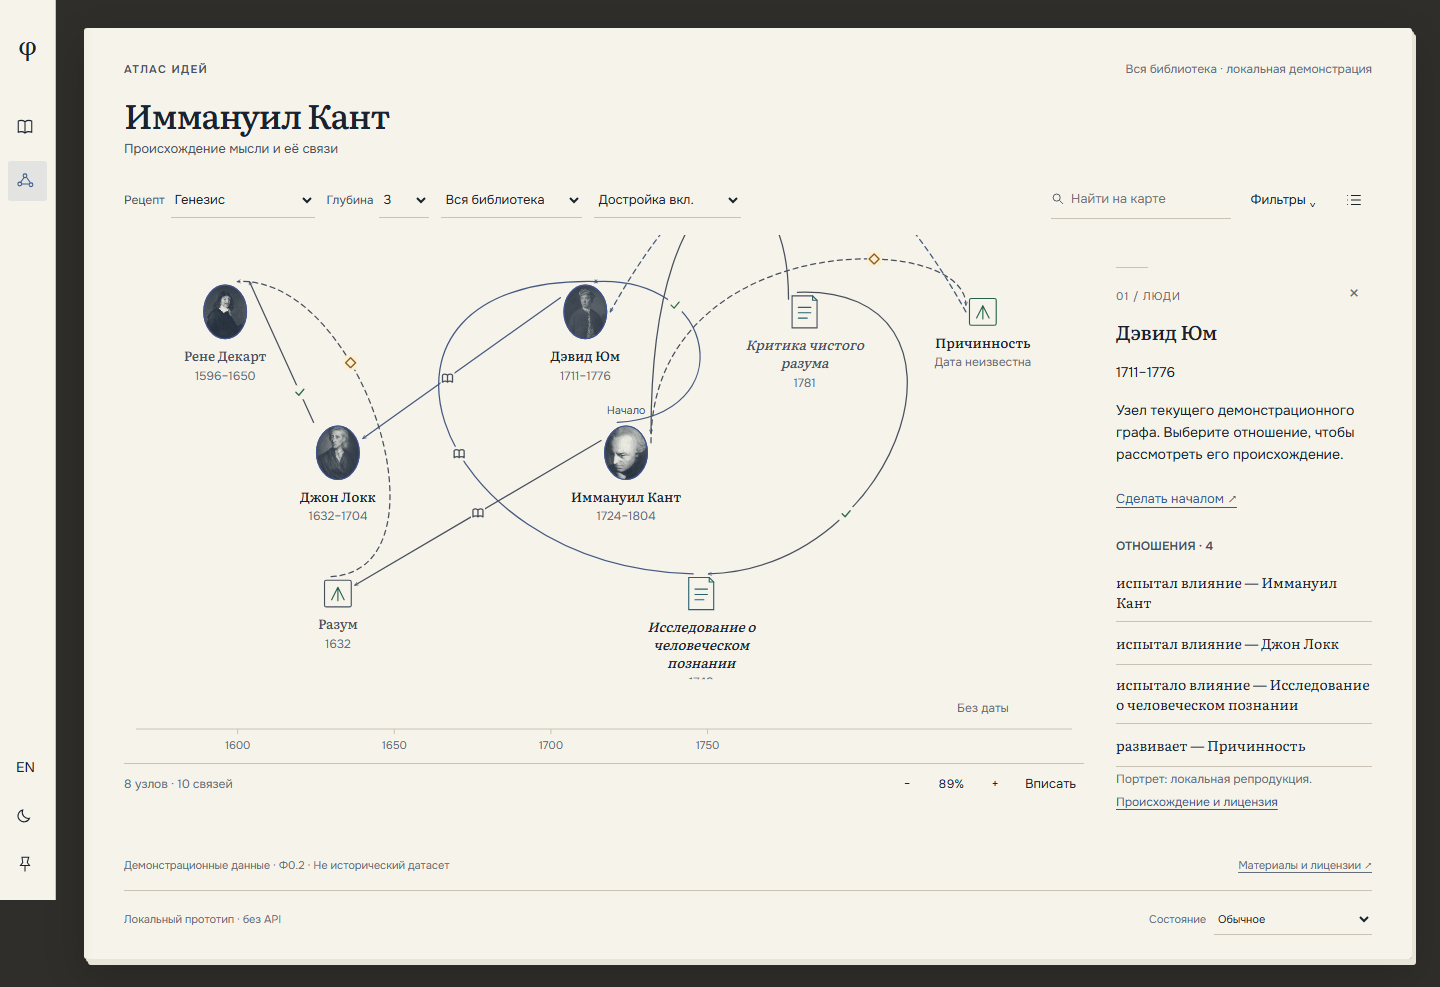 φ
АТЛАС ИДЕЙ
Вся библиотека · локальная демонстрация
Иммануил Кант
Происхождение мысли и её связи
Рецепт Генезис Глубина 3 Вся библиотека Достройка вкл.
Найти на карте Фильтры
Рене Декарт
1596–1650
Дэвид Юм
1711–1776
Критика чистого
разума
1781
Причинность
Дата неизвестна
Начало
Джон Локк
1632–1704
Иммануил Кант
1724–1804
Разум
1632
Исследование о
человеческом
познании
Без даты
1600 1650 1700 1750
8 узлов · 10 связей
– 89% + Вписать
01 / ЛЮДИ ×
Дэвид Юм
1711–1776
Узел текущего демонстрационного
графа. Выберите отношение, чтобы
рассмотреть его происхождение.
Сделать началом ↗
ОТНОШЕНИЯ · 4
испытал влияние — Иммануил
Кант
испытал влияние — Джон Локк
испытало влияние — Исследование
о человеческом познании
развивает — Причинность
Портрет: локальная репродукция.
Происхождение и лицензия
EN
Демонстрационные данные · Ф0.2 · Не исторический датасет
Материалы и лицензии ↗
Локальный прототип · без API
Состояние Обычное